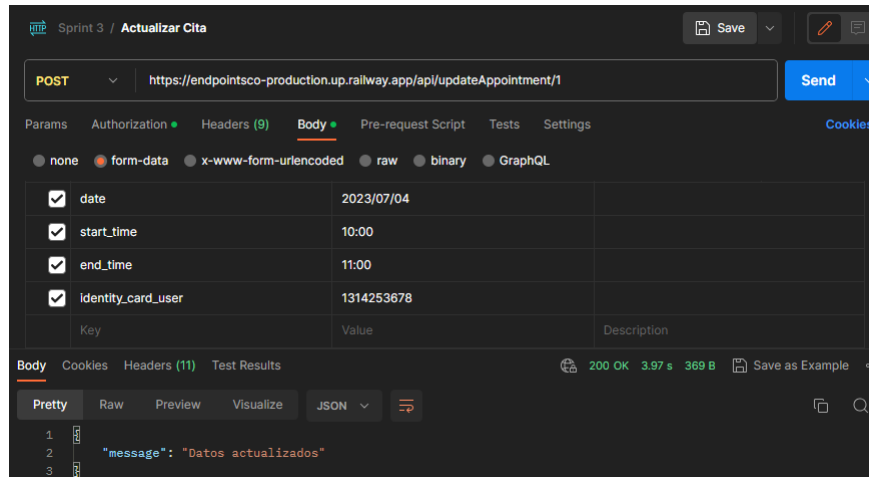 HTTP Sprint 3 / Actualizar Cita Save
POST https://endpointsco-production.up.railway.app/api/updateAppointment/1 Send
Params Authorization Headers (9) Body Pre-request Script Tests Settings Cookies
none form-data x-www-form-urlencoded raw binary GraphQL
date 2023/07/04
start_time 10:00
end_time 11:00
identity_card_user 1314253678
Key Value Description
Body Cookies Headers (11) Test Results 200 OK 3.97 s 369 B Save as Example
Pretty Raw Preview Visualize JSON
1 {
2 "message": "Datos actualizados"
3 }